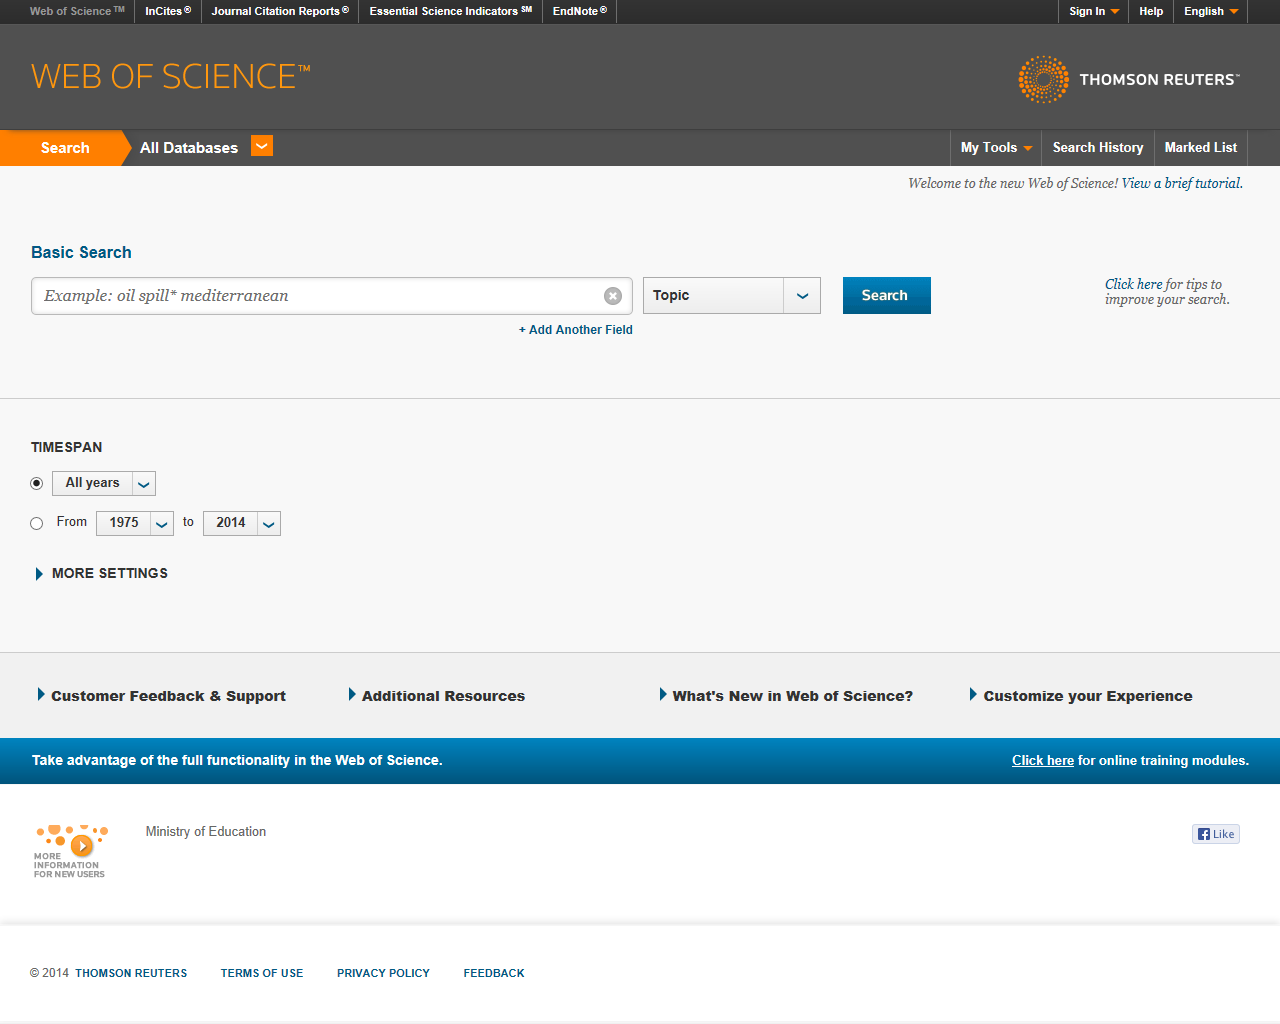 Web of Science™ InCites® Journal Citation Reports® Essential Science Indicators℠ EndNote® Sign In Help English
WEB OF SCIENCE™
THOMSON REUTERS™
Search All Databases My Tools Search History Marked List
Welcome to the new Web of Science! View a brief tutorial.
Basic Search
Example: oil spill* mediterranean Topic Search
Click here for tips to
improve your search.
+ Add Another Field
TIMESPAN
All years
From 1975 to 2014
MORE SETTINGS
Customer Feedback & Support Additional Resources What's New in Web of Science? Customize your Experience
Take advantage of the full functionality in the Web of Science. Click here for online training modules.
MORE
INFORMATION
FOR NEW USERS
Ministry of Education
Like
© 2014 THOMSON REUTERS TERMS OF USE PRIVACY POLICY FEEDBACK